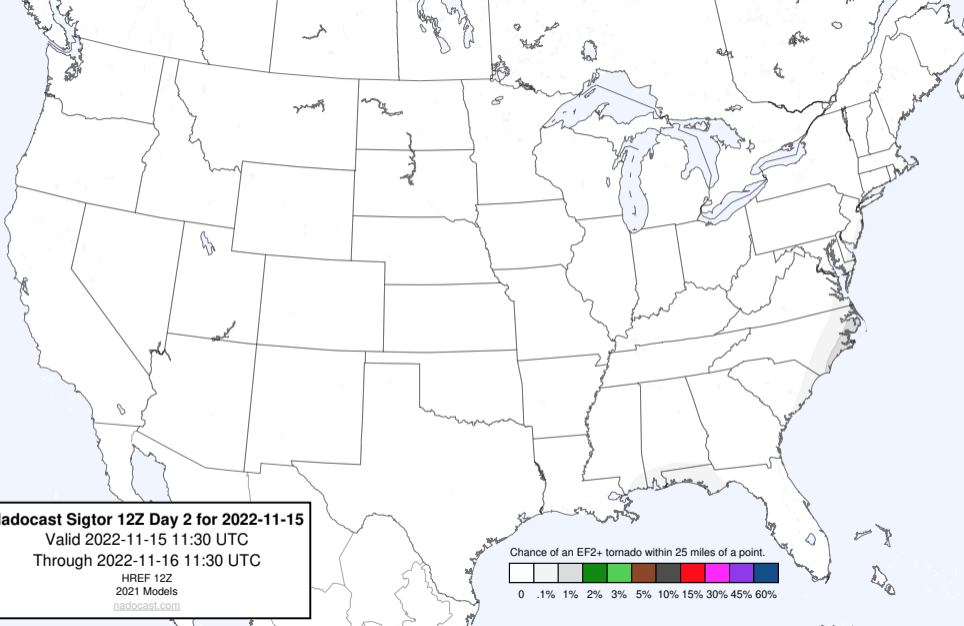 adocast Sigtor 12Z Day 2 for 2022-11-15
Valid 2022-11-15 11:30 UTC
Through 2022-11-16 11:30 UTC
HREF 12Z
2021 Models
nadocast.com
Chance of an EF2+ tornado within 25 miles of a point.
0 .1% 1% 2% 3% 5% 10% 15% 30% 45% 60%